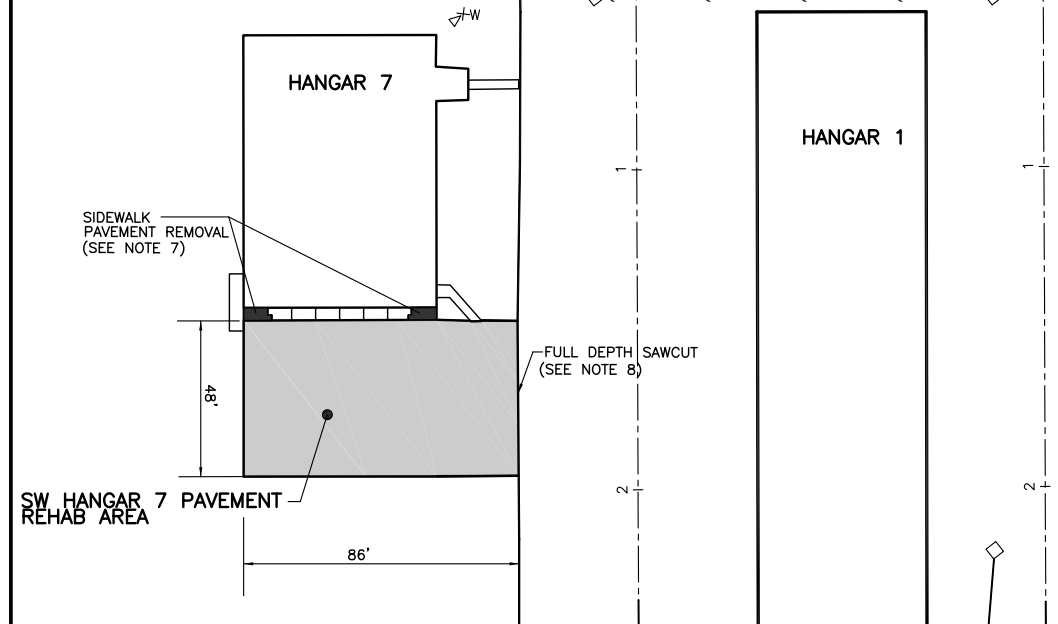 W
HANGAR 7
HANGAR 1
1
1
SIDEWALK
PAVEMENT REMOVAL
(SEE NOTE 7)
FULL DEPTH SAWCUT
(SEE NOTE 8)
48'
2
2
SW HANGAR 7 PAVEMENT
REHAB AREA
86'